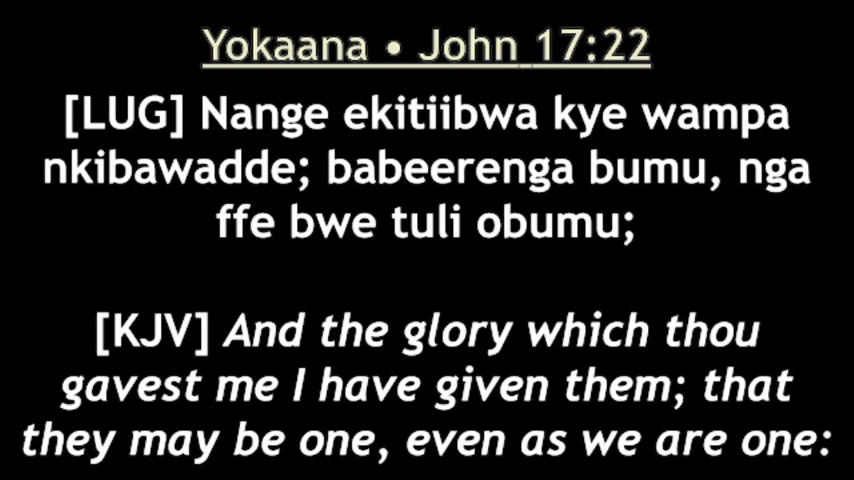 Yokaana • John 17:22
[LUG] Nange ekitiibwa kye wampa
nkibawadde; babeerenga bumu, nga
ffe bwe tuli obumu;
[KJV] And the glory which thou
gavest me I have given them; that
they may be one, even as we are one: